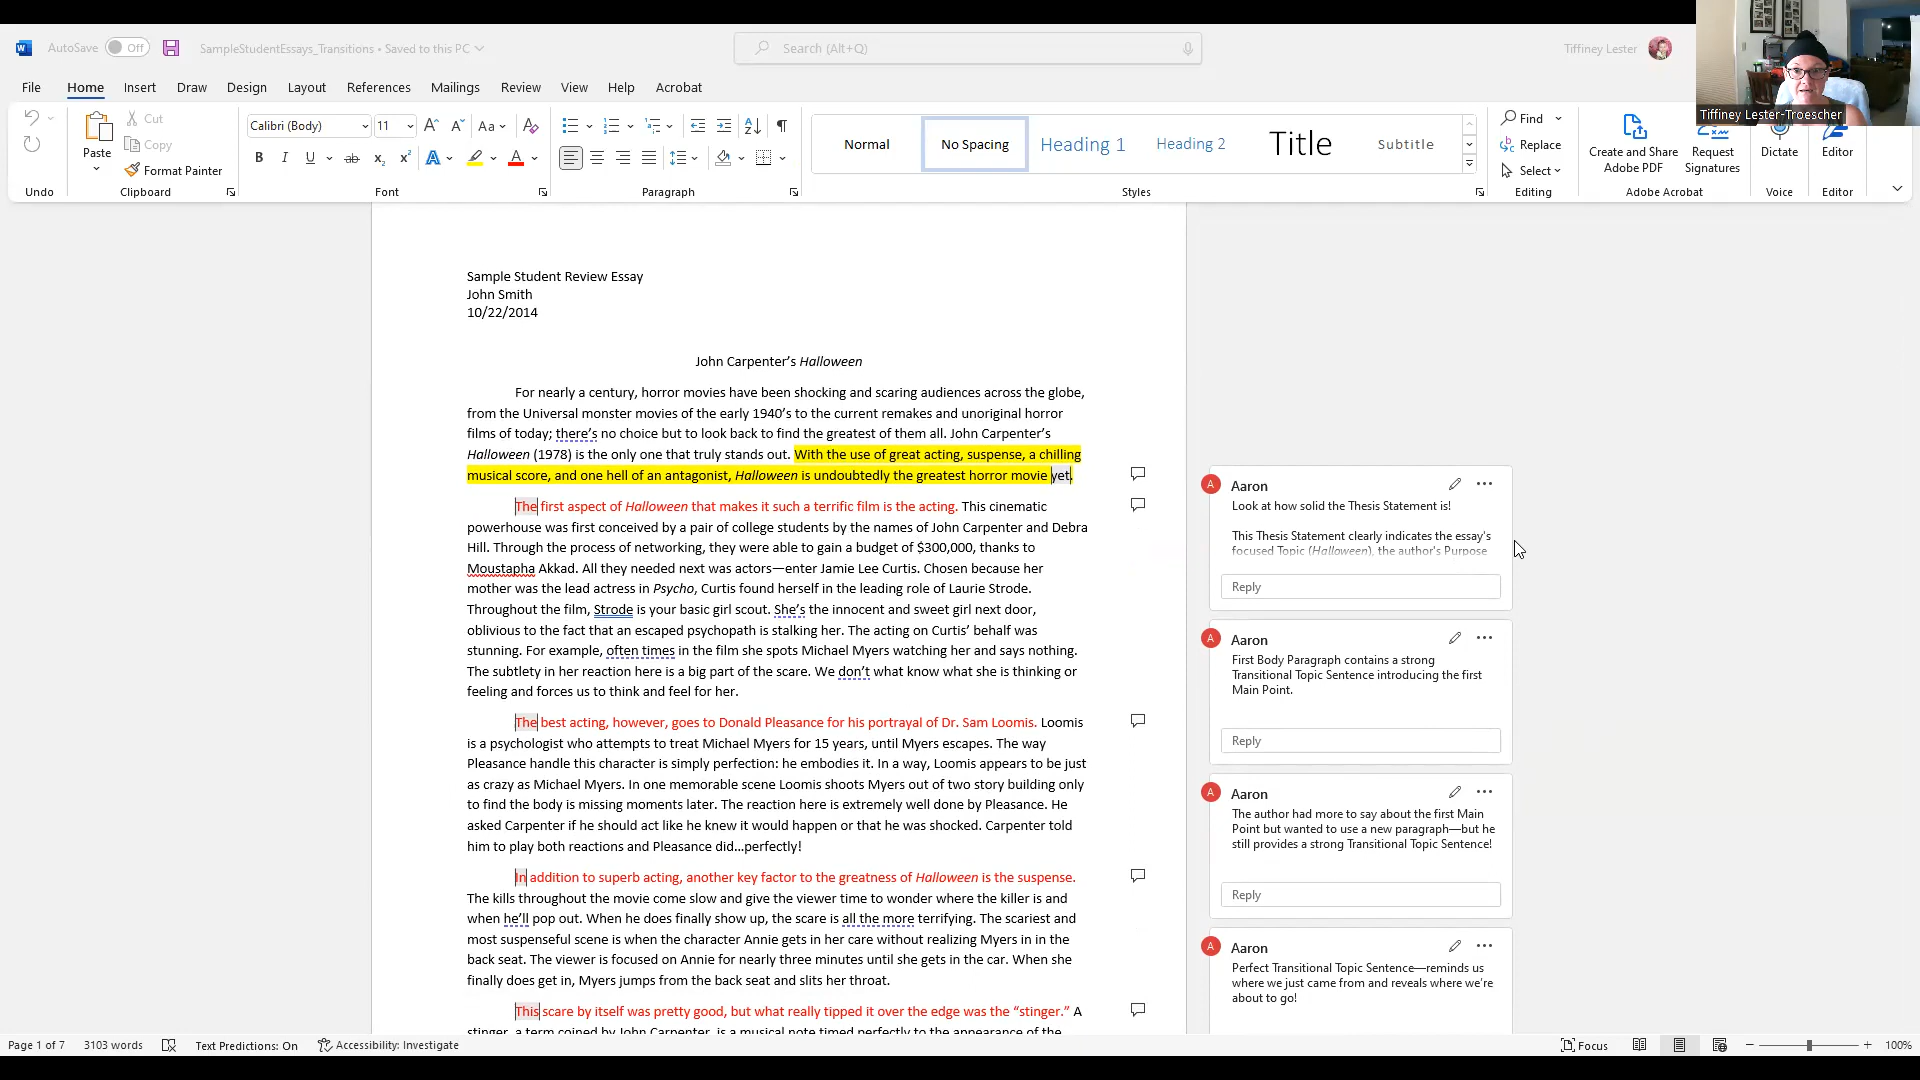 AutoSave Off SampleStudentEssays_Transitions • Saved to this PC Search (Alt+Q) Tiffiney Lester
Tiffiney Lester-Troescher
File Home Insert Draw Design Layout References Mailings Review View Help Acrobat
Undo
Paste
Cut
Copy
Format Painter
Clipboard
Calibri (Body) 11
Font
Paragraph
Normal No Spacing Heading 1 Heading 2 Title Subtitle
Styles
Find
Replace
Select
Editing
Create and Share
Adobe PDF
Request
Signatures
Adobe Acrobat
Dictate
Voice
Editor
Editor
Sample Student Review Essay
John Smith
10/22/2014
John Carpenter’s Halloween
For nearly a century, horror movies have been shocking and scaring audiences across the globe,
from the Universal monster movies of the early 1940’s to the current remakes and unoriginal horror
films of today; there’s no choice but to look back to find the greatest of them all. John Carpenter’s
Halloween (1978) is the only one that truly stands out. With the use of great acting, suspense, a chilling
musical score, and one hell of an antagonist, Halloween is undoubtedly the greatest horror movie yet.
The first aspect of Halloween that makes it such a terrific film is the acting. This cinematic
powerhouse was first conceived by a pair of college students by the names of John Carpenter and Debra
Hill. Through the process of networking, they were able to gain a budget of $300,000, thanks to
Moustapha Akkad. All they needed next was actors—enter Jamie Lee Curtis. Chosen because her
mother was the lead actress in Psycho, Curtis found herself in the leading role of Laurie Strode.
Throughout the film, Strode is your basic girl scout. She’s the innocent and sweet girl next door,
oblivious to the fact that an escaped psychopath is stalking her. The acting on Curtis’ behalf was
stunning. For example, often times in the film she spots Michael Myers watching her and says nothing.
The subtlety in her reaction here is a big part of the scare. We don’t what know what she is thinking or
feeling and forces us to think and feel for her.
The best acting, however, goes to Donald Pleasance for his portrayal of Dr. Sam Loomis. Loomis
is a psychologist who attempts to treat Michael Myers for 15 years, until Myers escapes. The way
Pleasance handle this character is simply perfection: he embodies it. In a way, Loomis appears to be just
as crazy as Michael Myers. In one memorable scene Loomis shoots Myers out of two story building only
to find the body is missing moments later. The reaction here is extremely well done by Pleasance. He
asked Carpenter if he should act like he knew it would happen or that he was shocked. Carpenter told
him to play both reactions and Pleasance did…perfectly!
In addition to superb acting, another key factor to the greatness of Halloween is the suspense.
The kills throughout the movie come slow and give the viewer time to wonder where the killer is and
when he’ll pop out. When he does finally show up, the scare is all the more terrifying. The scariest and
most suspenseful scene is when the character Annie gets in her care without realizing Myers in in the
back seat. The viewer is focused on Annie for nearly three minutes until she gets in the car. When she
finally does get in, Myers jumps from the back seat and slits her throat.
This scare by itself was pretty good, but what really tipped it over the edge was the “stinger.” A
stinger, a term coined by John Carpenter, is a musical note timed perfectly to the appearance of the
A Aaron
Look at how solid the Thesis Statement is!
This Thesis Statement clearly indicates the essay's
focused Topic (Halloween), the author's Purpose
Reply
A Aaron
First Body Paragraph contains a strong
Transitional Topic Sentence introducing the first
Main Point.
Reply
A Aaron
The author had more to say about the first Main
Point but wanted to use a new paragraph—but he
still provides a strong Transitional Topic Sentence!
Reply
A Aaron
Perfect Transitional Topic Sentence—reminds us
where we just came from and reveals where we’re
about to go!
Page 1 of 7 3103 words Text Predictions: On Accessibility: Investigate Focus 100%